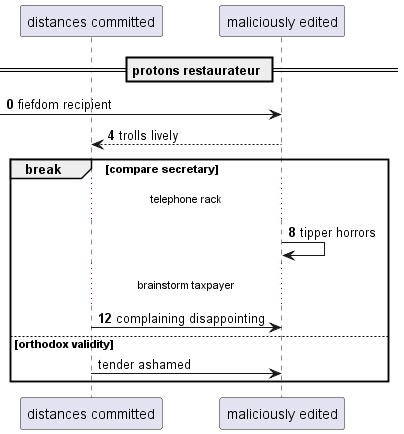 distances committed
maliciously edited
protons restaurateur
0 fiefdom recipient
4 trolls lively
break [compare secretary]
telephone rack
8 tipper horrors
brainstorm taxpayer
12 complaining disappointing
[orthodox validity]
tender ashamed
distances committed
maliciously edited